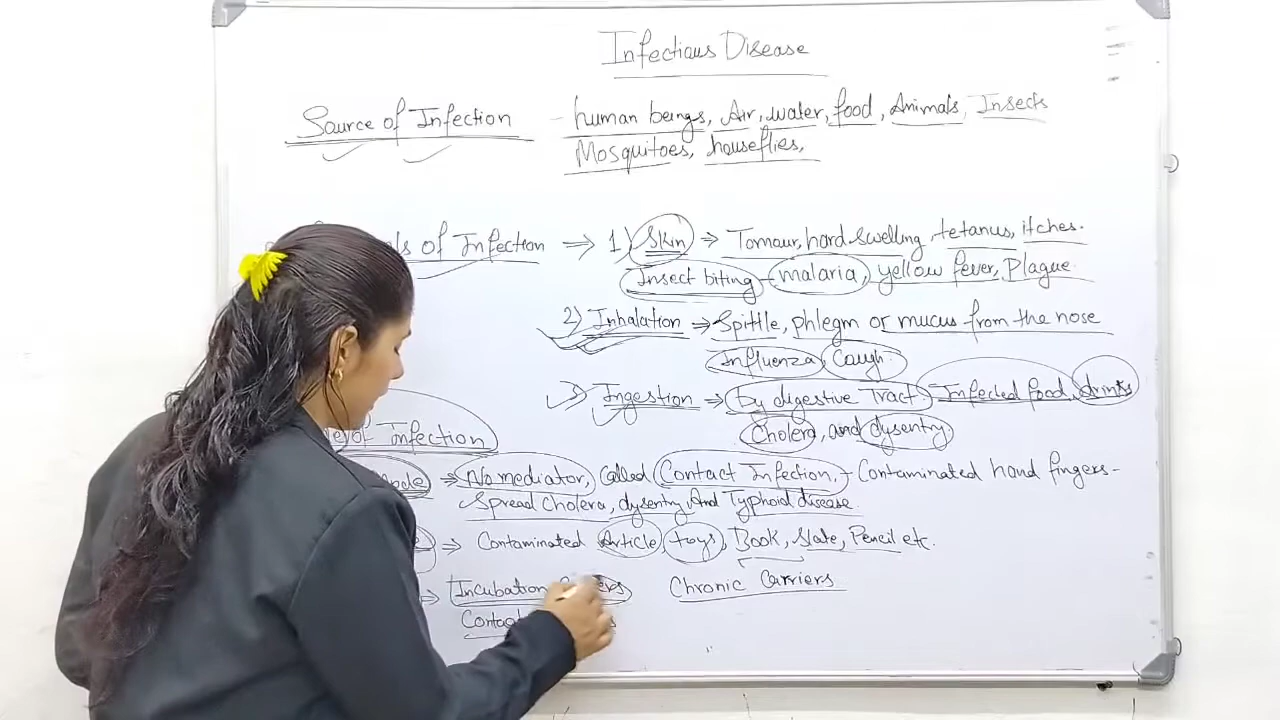 Infectious Disease
Source of Infection - human beings, Air, water, food, Animals, Insects
Mosquitoes, houseflies,
of Infection ⇒ 1) Skin ⇒ Tomour, hard swelling, tetanus, itches.
Insect biting - malaria, yellow fever, Plague.
2) Inhalation ⇒ Spittle, phlegm or mucus from the nose
Influenza, Cough.
3) Ingestion ⇒ by digestive Tract Infected food, drinks
Cholera, and dysentry
of Infection
⇒ No mediator, called Contact Infection, - Contaminated hand fingers -
Spread Cholera, dysentry And Typhoid disease.
⇒ Contaminated Article toys, Book, Slate, Pencil etc.
⇒ Incubation Chronic Carriers